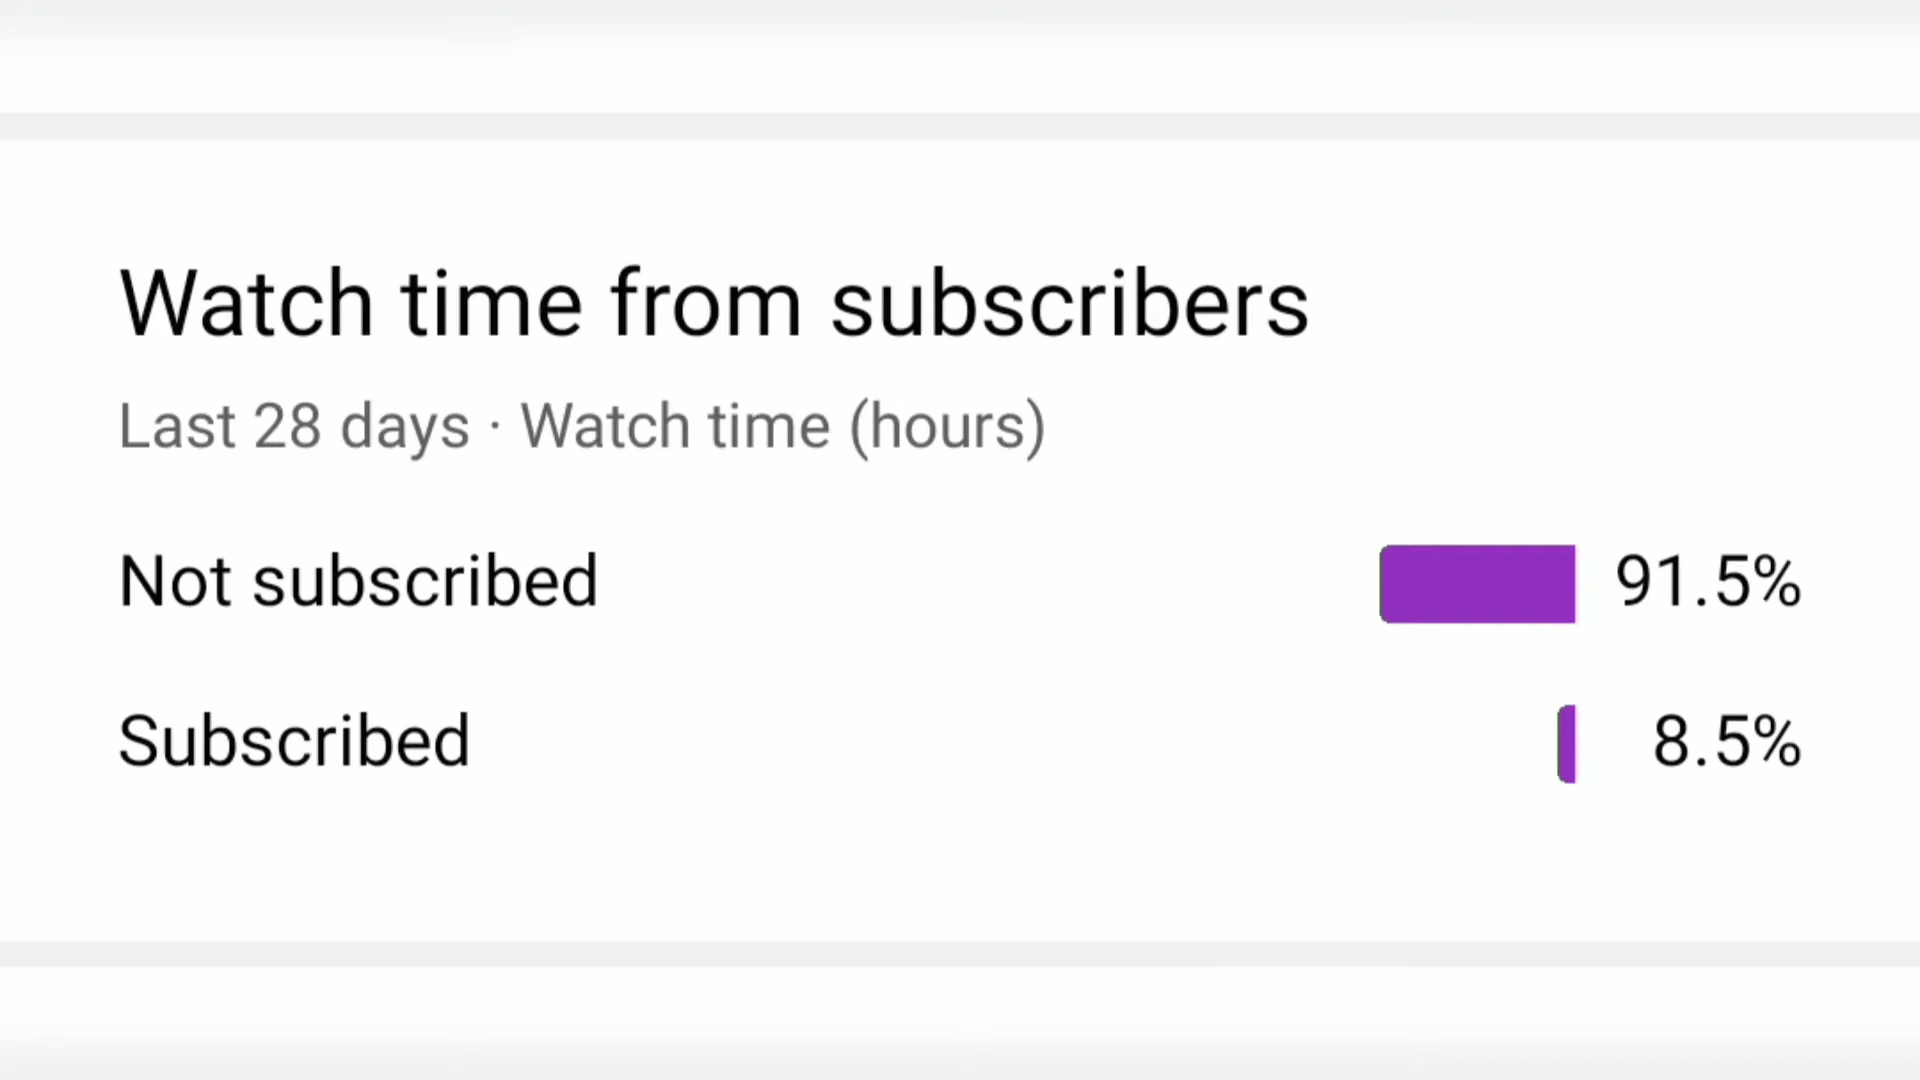 Watch time from subscribers
Last 28 days · Watch time (hours)
Not subscribed 91.5%
Subscribed 8.5%